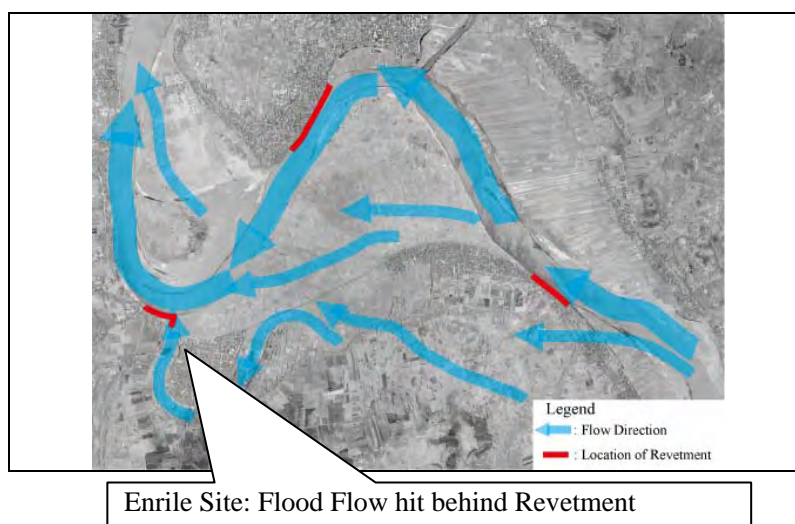 Legend
: Flow Direction
: Location of Revetment
Enrile Site: Flood Flow hit behind Revetment